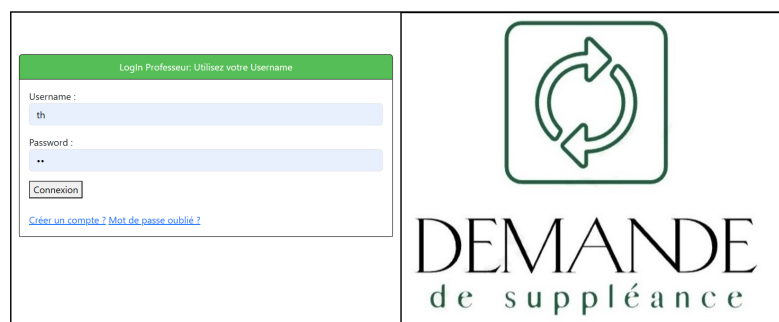 LogIn Professeur: Utilisez votre Username
Username :
th
Password :
••
Connexion
Créer un compte ? Mot de passe oublié ?
DEMANDE
de suppléance